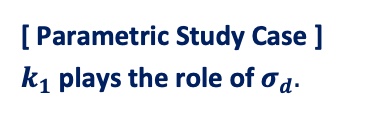 [ Parametric Study Case ]
k₁ plays the role of σ_d.